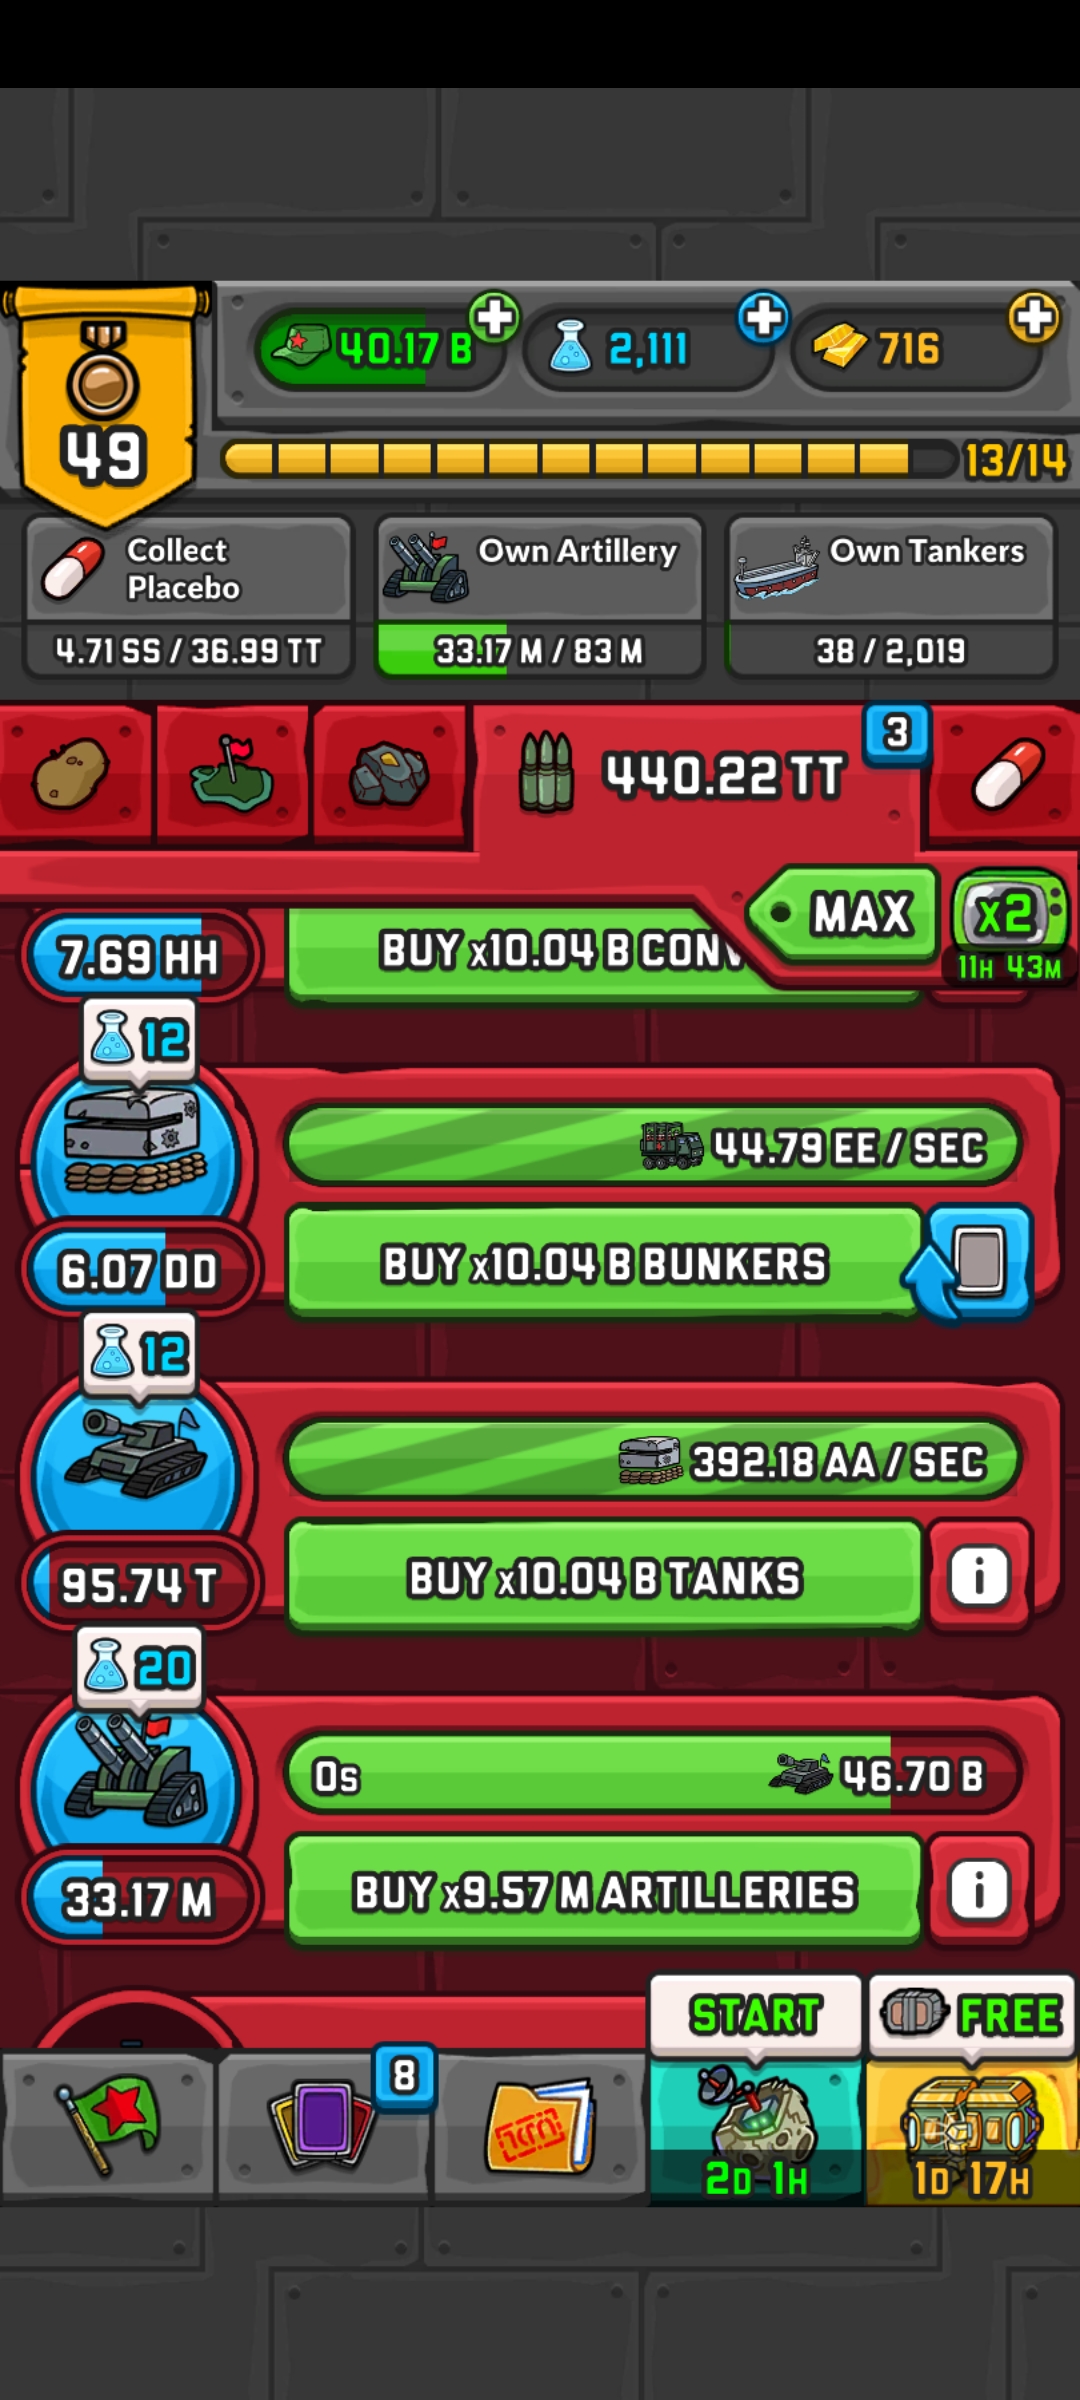 40.17 B
2,111
716
49
13/14
Collect
Placebo
4.71 SS / 36.99 TT
Own Artillery
33.17 M / 83 M
Own Tankers
38 / 2,019
440.22 TT
3
MAX
x2
11H 43M
7.69 HH
BUY x10.04 B CONV
12
44.79 EE / SEC
6.07 DD
BUY x10.04 B BUNKERS
12
392.18 AA / SEC
95.74 T
BUY x10.04 B TANKS
20
0s
46.70 B
33.17 M
BUY x9.57 M ARTILLERIES
START
FREE
8
2D 1H
1D 17H